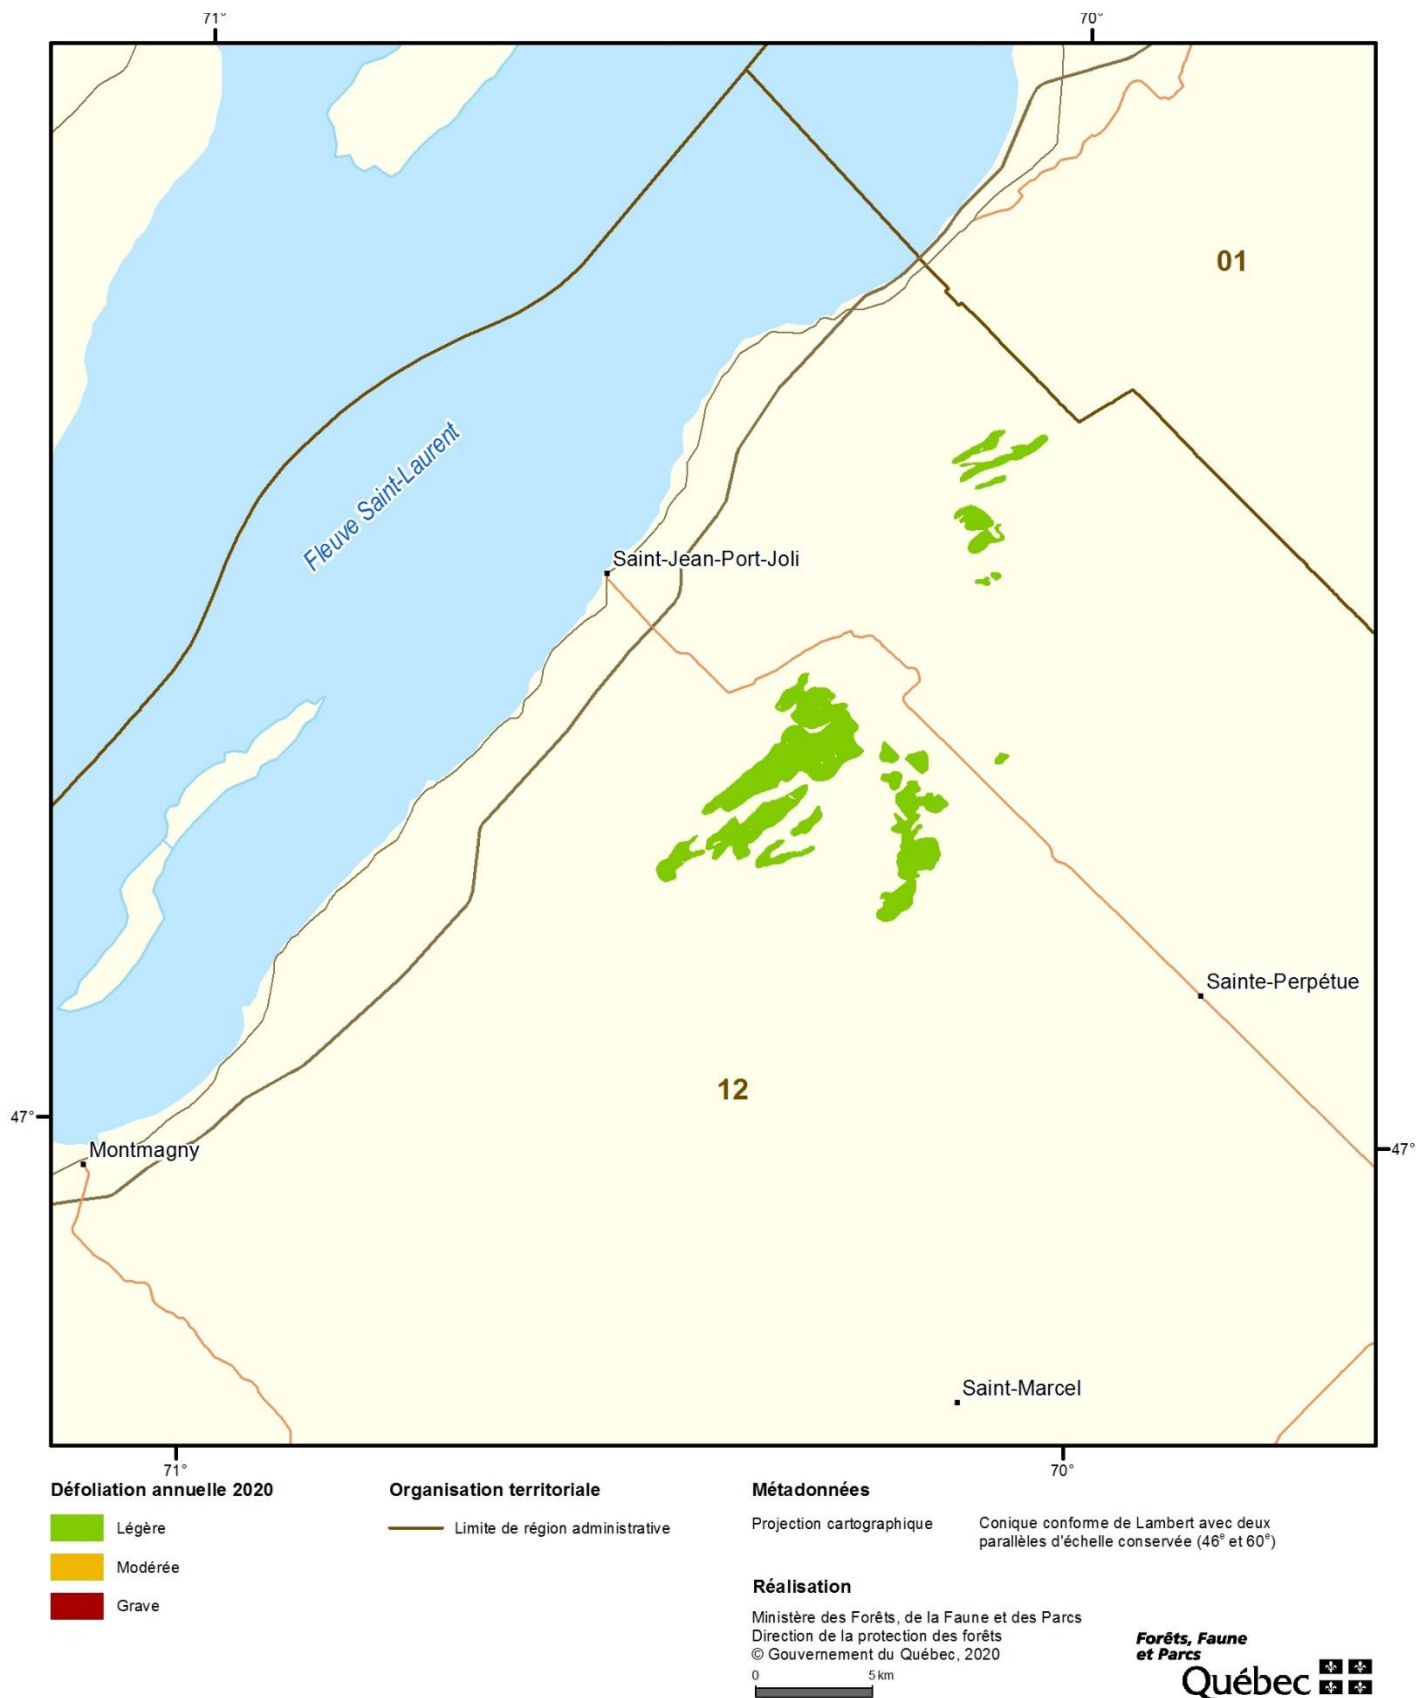 71°
70°
01
Fleuve Saint-Laurent
Saint-Jean-Port-Joli
Sainte-Perpétue
12
47°
47°
Montmagny
Saint-Marcel
71°
70°
Défoliation annuelle 2020
Légère
Modérée
Grave
Organisation territoriale
Limite de région administrative
Métadonnées
Projection cartographique
Conique conforme de Lambert avec deux
parallèles d'échelle conservée (46e et 60e)
Réalisation
Ministère des Forêts, de la Faune et des Parcs
Direction de la protection des forêts
© Gouvernement du Québec, 2020
0 5 km
Forêts, Faune
et Parcs
Québec